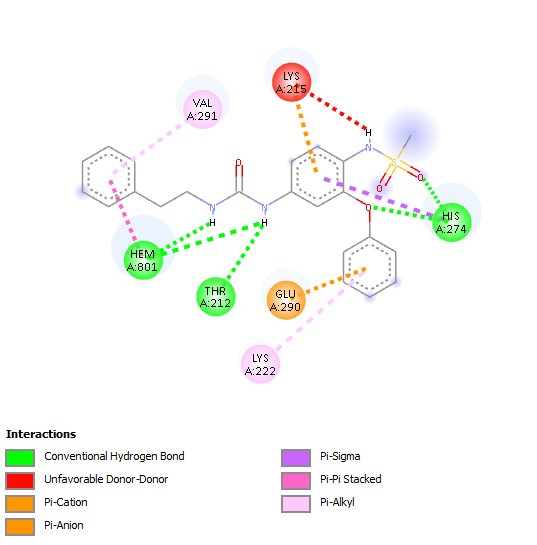 LYS
A:215
VAL
A:291
H
N
O
S
O
O
O
N
H
N
H
HIS
A:274
HEM
A:801
THR
A:212
GLU
A:290
LYS
A:222
Interactions
Conventional Hydrogen Bond
Unfavorable Donor-Donor
Pi-Cation
Pi-Anion
Pi-Sigma
Pi-Pi Stacked
Pi-Alkyl